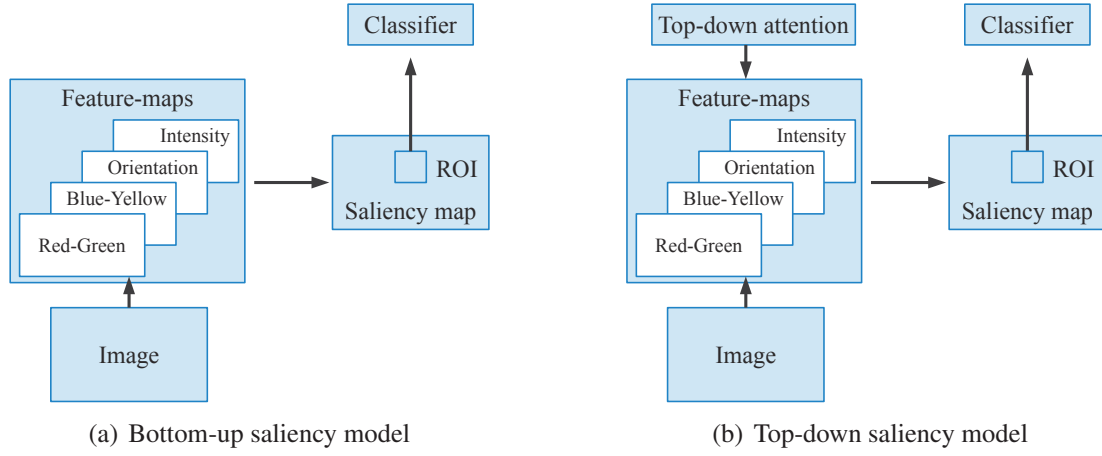 Classifier
Feature-maps
Intensity
Orientation
Blue-Yellow
Red-Green
ROI
Saliency map
Image
(a) Bottom-up saliency model
Top-down attention
Classifier
Feature-maps
Intensity
Orientation
Blue-Yellow
Red-Green
ROI
Saliency map
Image
(b) Top-down saliency model